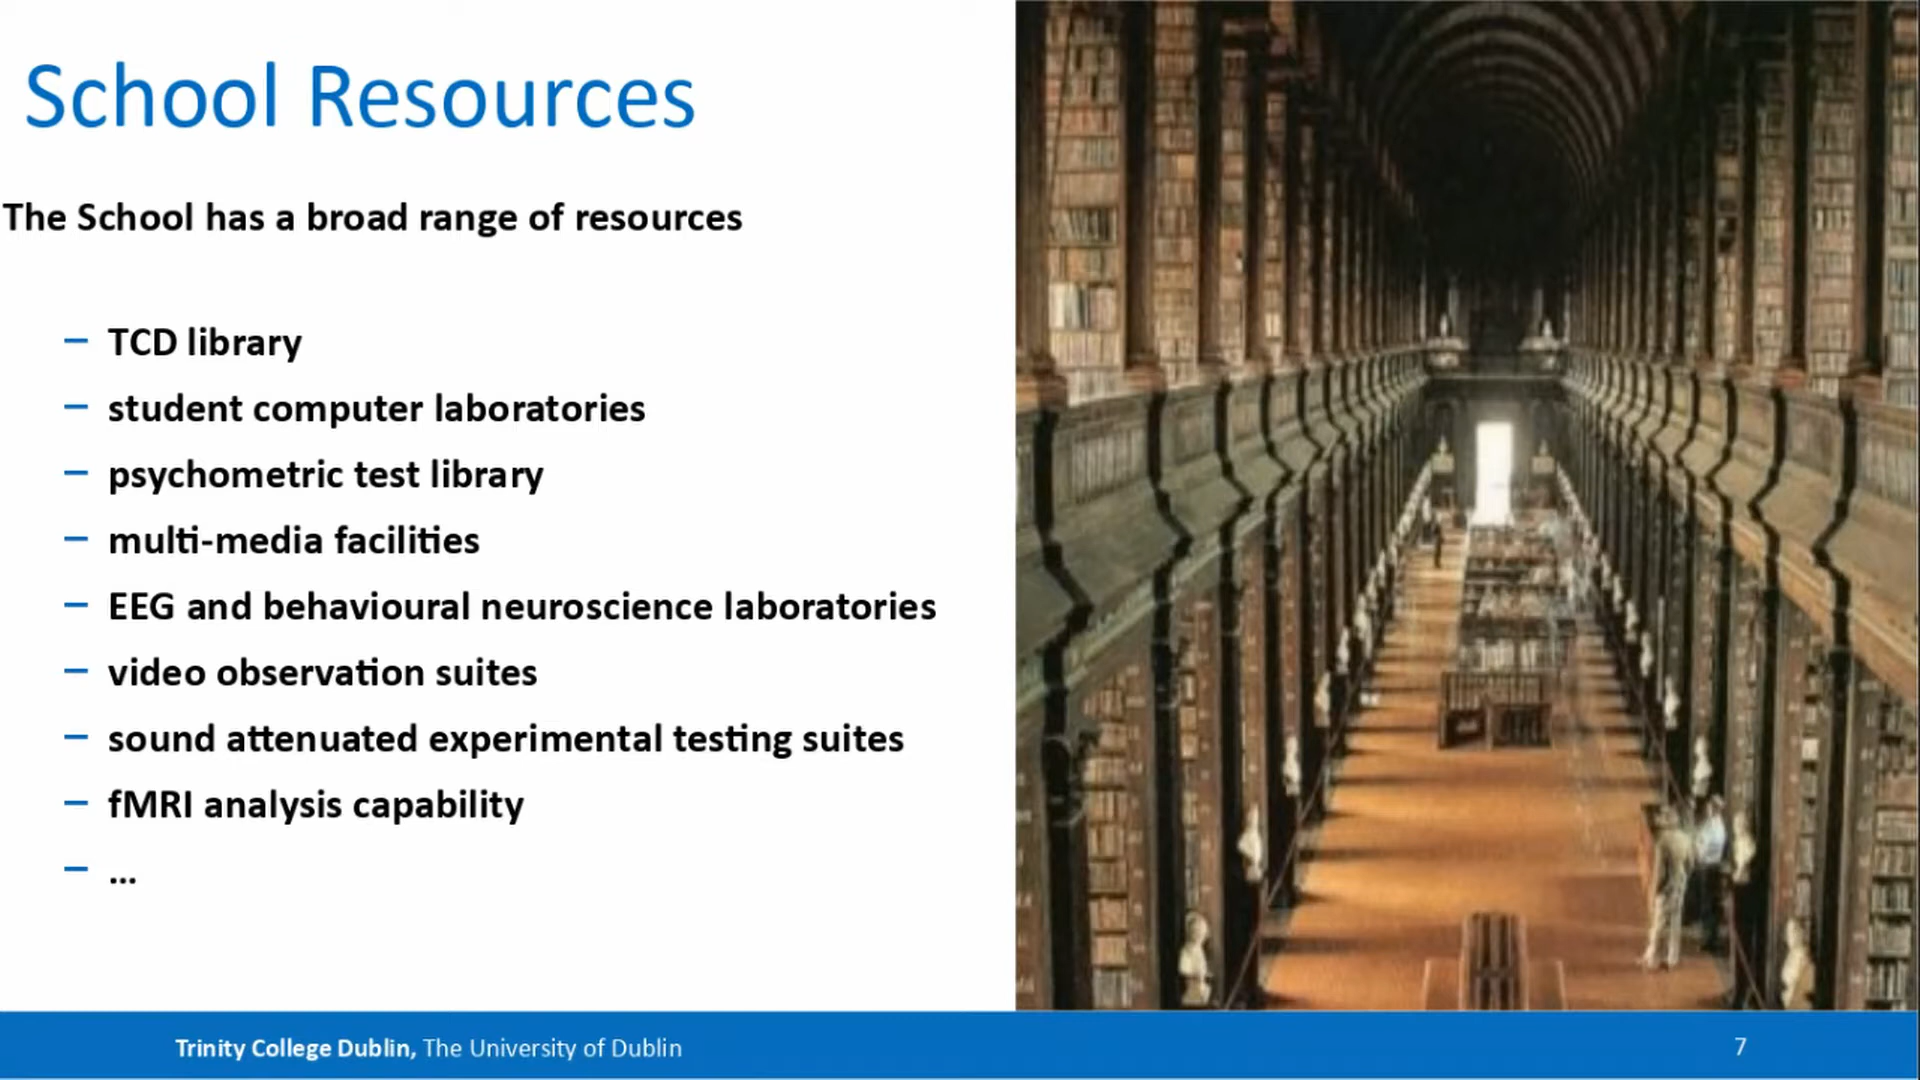 School Resources
The School has a broad range of resources
– TCD library
– student computer laboratories
– psychometric test library
– multi-media facilities
– EEG and behavioural neuroscience laboratories
– video observation suites
– sound attenuated experimental testing suites
– fMRI analysis capability
– ...
Trinity College Dublin, The University of Dublin
7